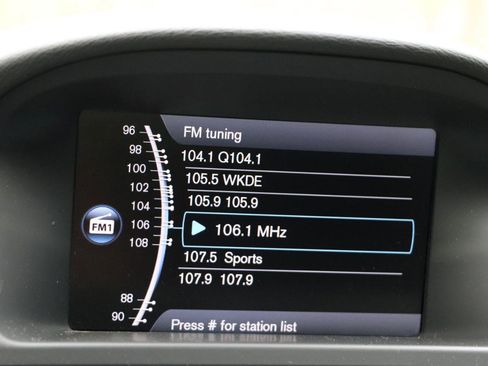 FM tuning
96
98
100
102
104
106
108
88
90
FM1
104.1 Q104.1
105.5 WKDE
105.9 105.9
106.1 MHz
107.5 Sports
107.9 107.9
Press # for station list